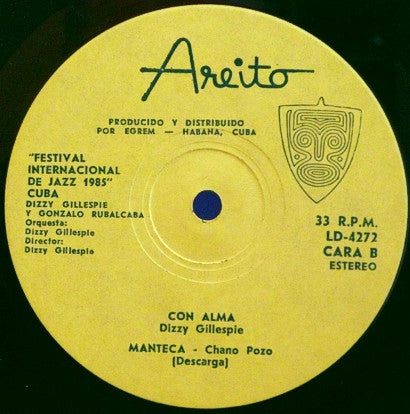 Areito
PRODUCIDO Y DISTRIBUIDO
POR EGREM — HABANA, CUBA
"FESTIVAL
INTERNACIONAL
DE JAZZ 1985"
CUBA
DIZZY GILLESPIE
Y GONZALO RUBALCABA
Orquesta:
Dizzy Gillespie
Director:
Dizzy Gillespie
33 R.P.M.
LD-4272
CARA B
ESTEREO
CON ALMA
Dizzy Gillespie
MANTECA - Chano Pozo
(Descarga)